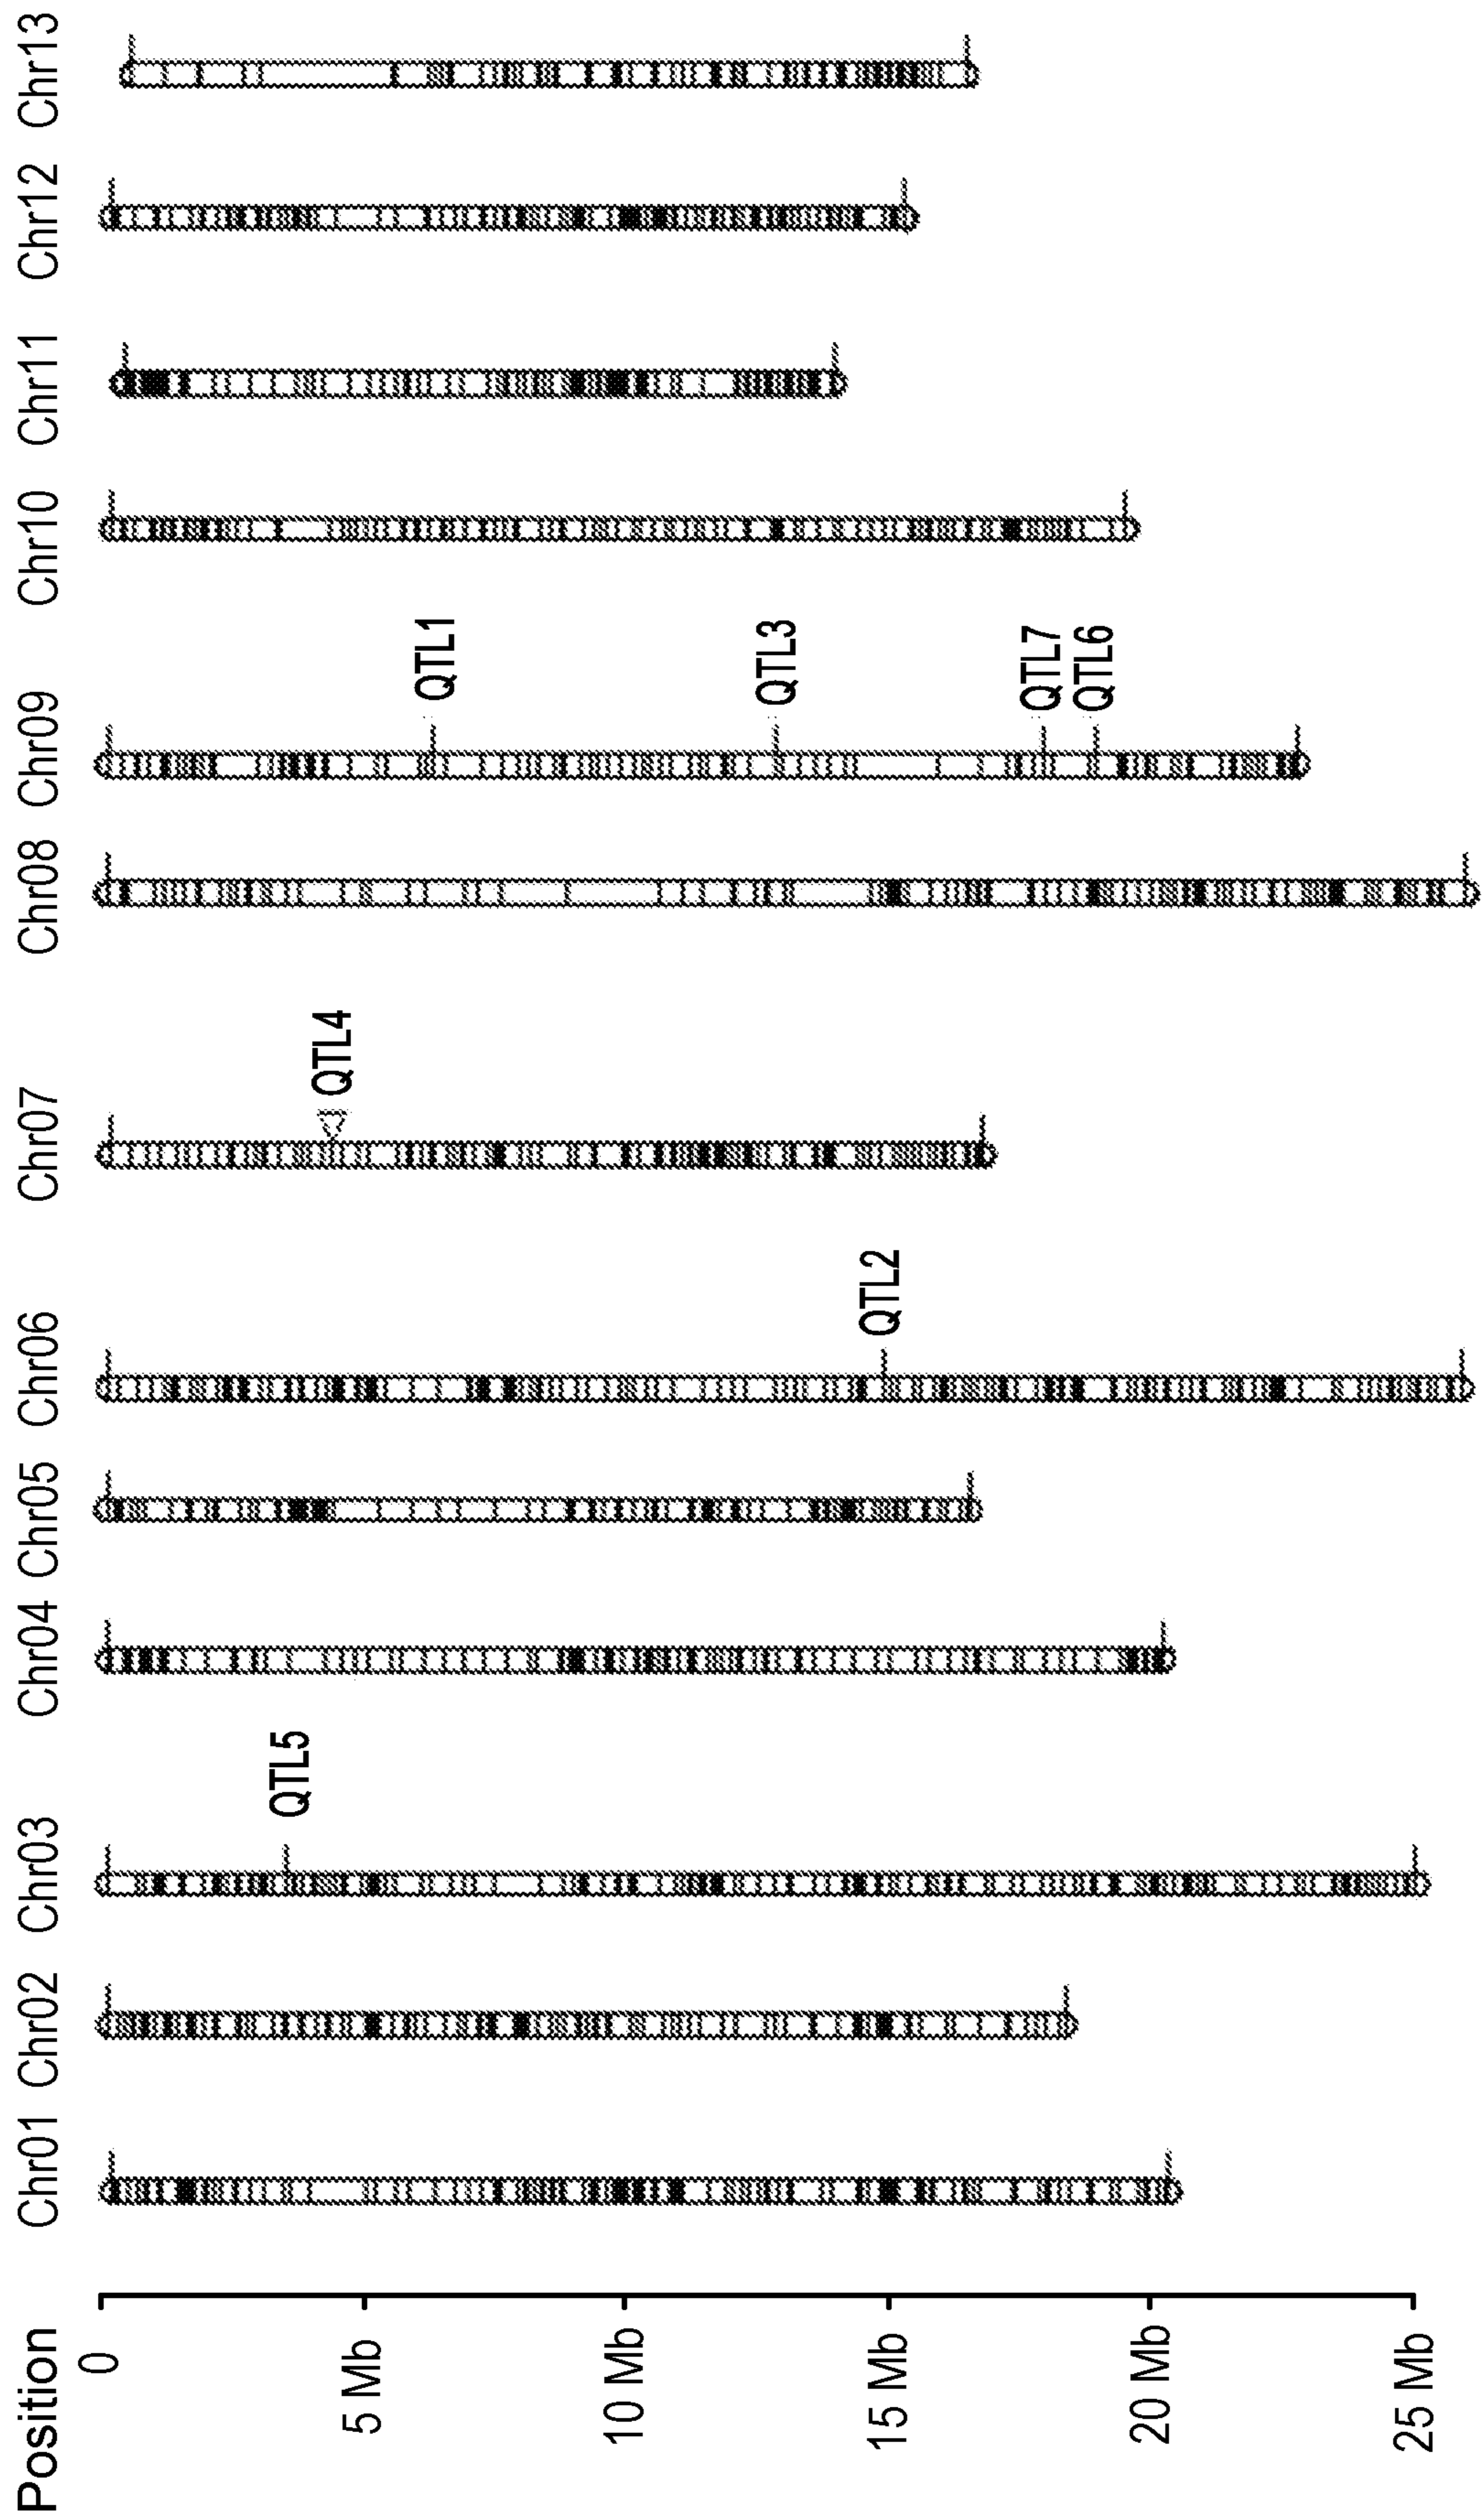 Position
Chr01
Chr02
Chr03
Chr04
Chr05
Chr06
Chr07
Chr08
Chr09
Chr10
Chr11
Chr12
Chr13
0
5 Mb
10 Mb
15 Mb
20 Mb
25 Mb
QTL5
QTL2
QTL4
QTL1
QTL3
QTL7
QTL6